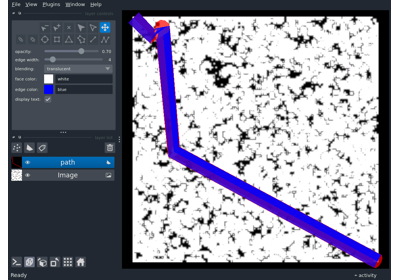 File View Plugins Window Help
opacity: 0.70
edge width: 4
blending: translucent
face color: white
edge color: blue
display text: ✓
path
Image
Ready
activity